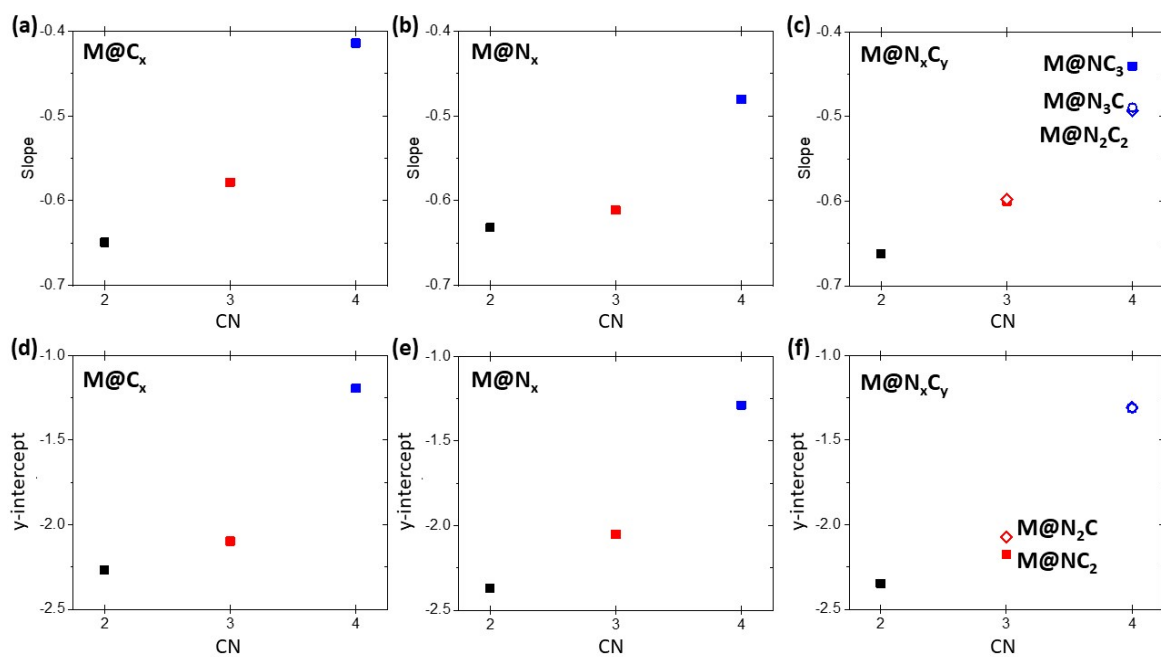 (a)
M@Cx
-0.4
-0.5
-0.6
-0.7
Slope
2 3 4
CN
(b)
M@Nx
-0.4
-0.5
-0.6
-0.7
Slope
2 3 4
CN
(c)
M@NxCy
M@NC3
M@N3C
M@N2C2
-0.4
-0.5
-0.6
-0.7
Slope
2 3 4
CN
(d)
M@Cx
-1.0
-1.5
-2.0
-2.5
y-intercept
2 3 4
CN
(e)
M@Nx
-1.0
-1.5
-2.0
-2.5
y-intercept
2 3 4
CN
(f)
M@NxCy
M@N2C
M@NC2
-1.0
-1.5
-2.0
-2.5
y-intercept
2 3 4
CN